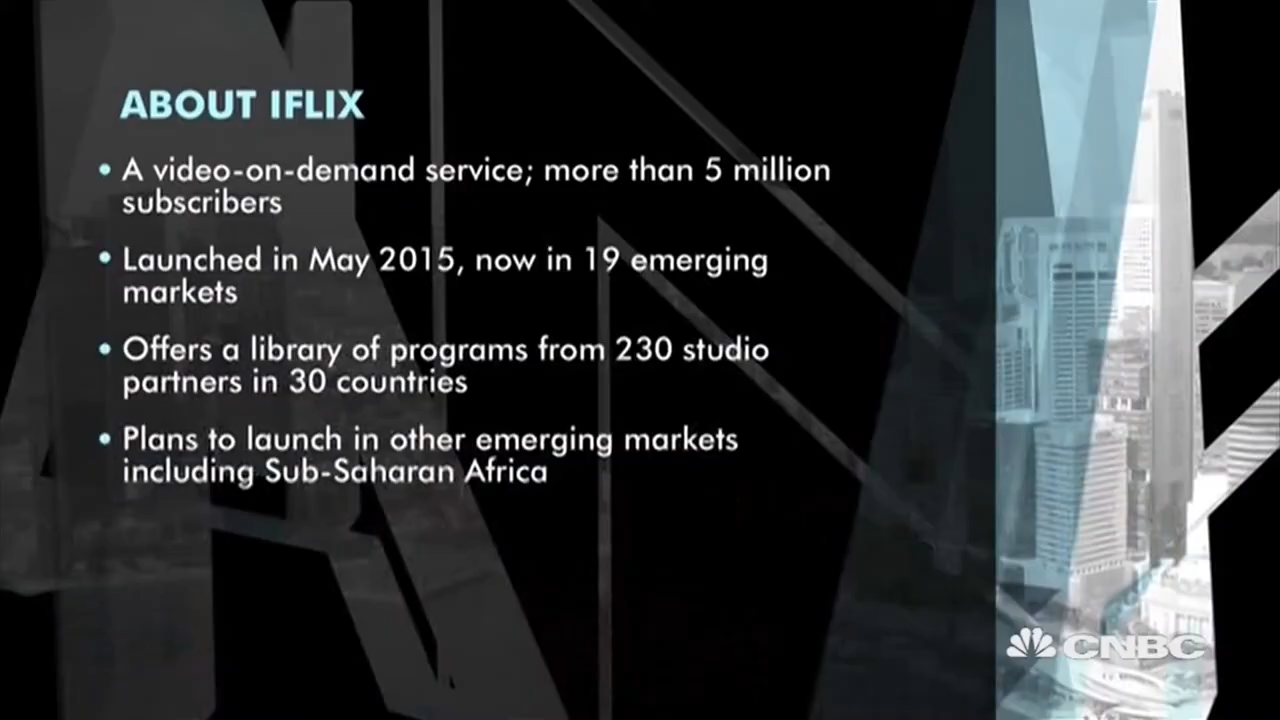 ABOUT IFLIX
• A video-on-demand service; more than 5 million
subscribers
• Launched in May 2015, now in 19 emerging
markets
• Offers a library of programs from 230 studio
partners in 30 countries
• Plans to launch in other emerging markets
including Sub-Saharan Africa
CNBC